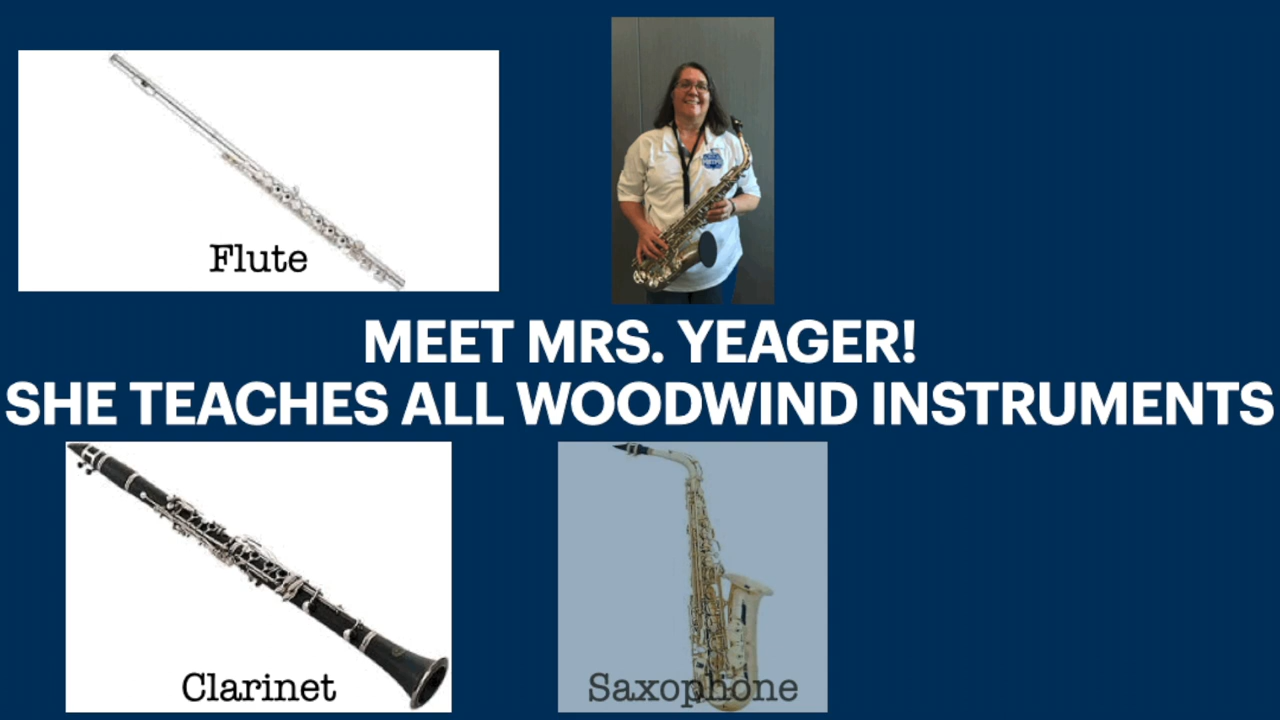 Flute
MEET MRS. YEAGER!
SHE TEACHES ALL WOODWIND INSTRUMENTS
Clarinet
Saxophone